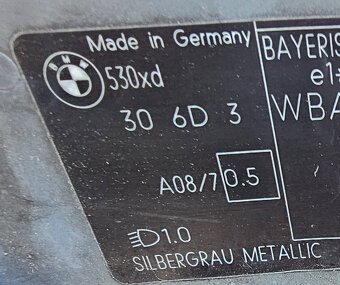 BMW
Made in Germany
530xd
30 6D 3
A08/7 0.5
1.0
SILBERGRAU METALLIC
BAYERIS
e1*
WBA